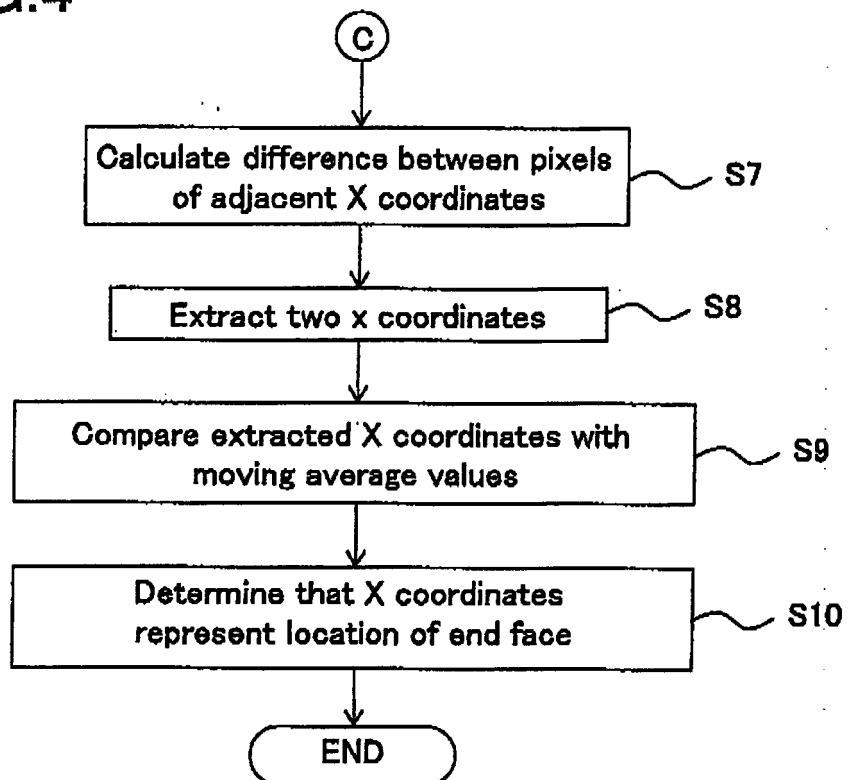 C
Calculate difference between pixels
of adjacent X coordinates
S7
Extract two x coordinates
S8
Compare extracted X coordinates with
moving average values
S9
Determine that X coordinates
represent location of end face
S10
END